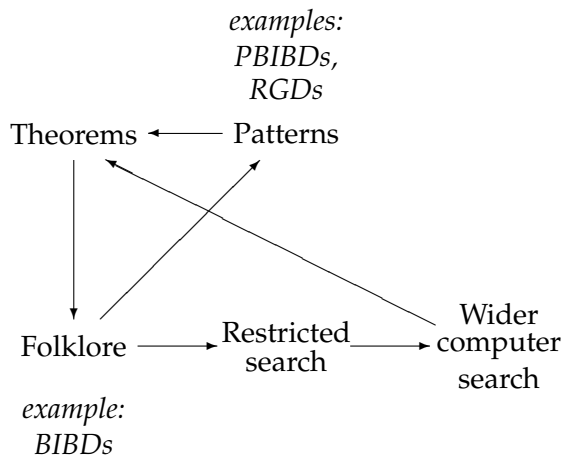 examples:
PBIBDs,
RGDs
Theorems
Patterns
Folklore
Restricted
search
Wider
computer
search
example:
BIBDs